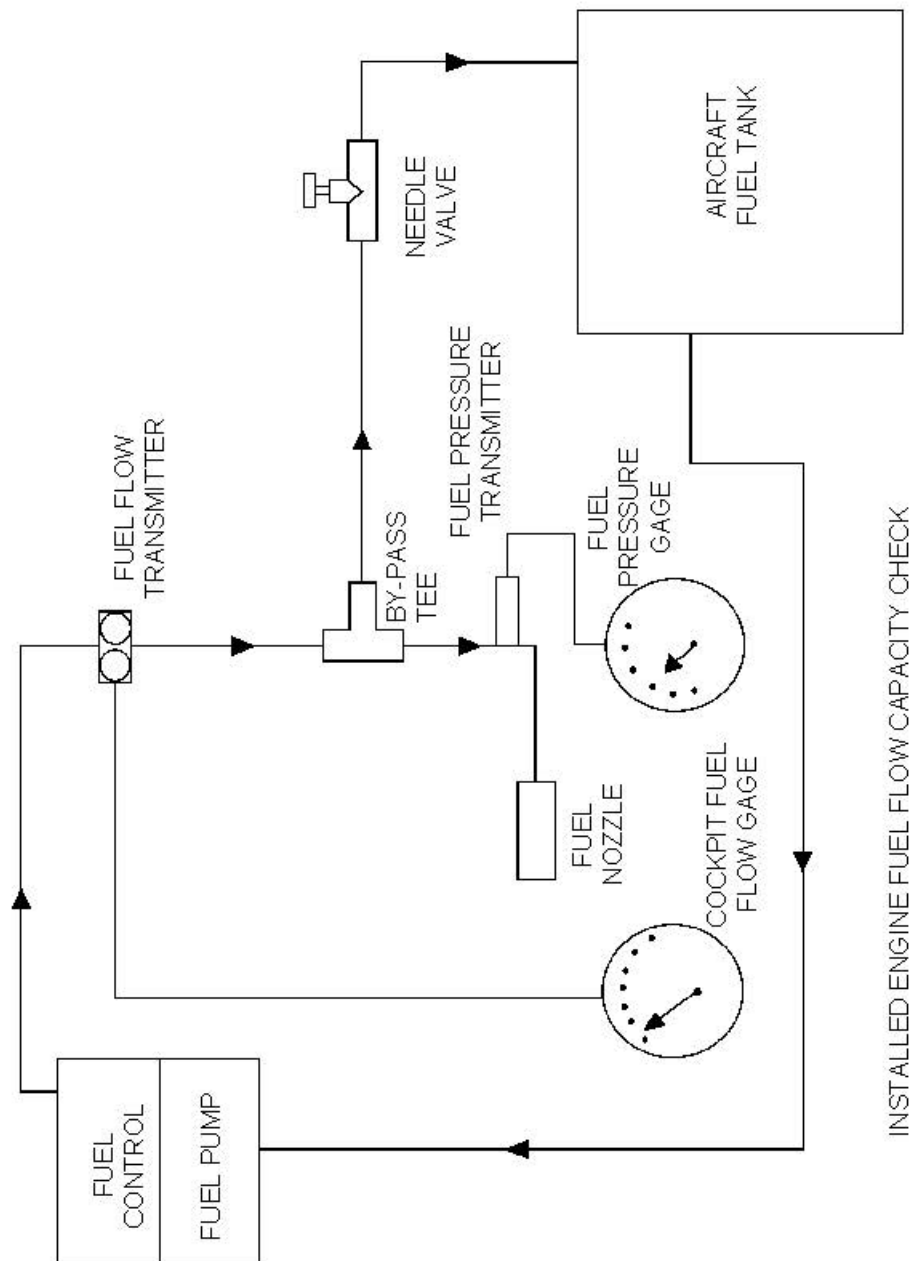 FUEL
CONTROL
FUEL PUMP
FUEL FLOW
TRANSMITTER
BY-PASS
TEE
NEEDLE
VALVE
FUEL PRESSURE
TRANSMITTER
FUEL
NOZZLE
COCKPIT FUEL
FLOW GAGE
FUEL
PRESSURE
GAGE
AIRCRAFT
FUEL TANK
INSTALLED ENGINE FUEL FLOW CAPACITY CHECK